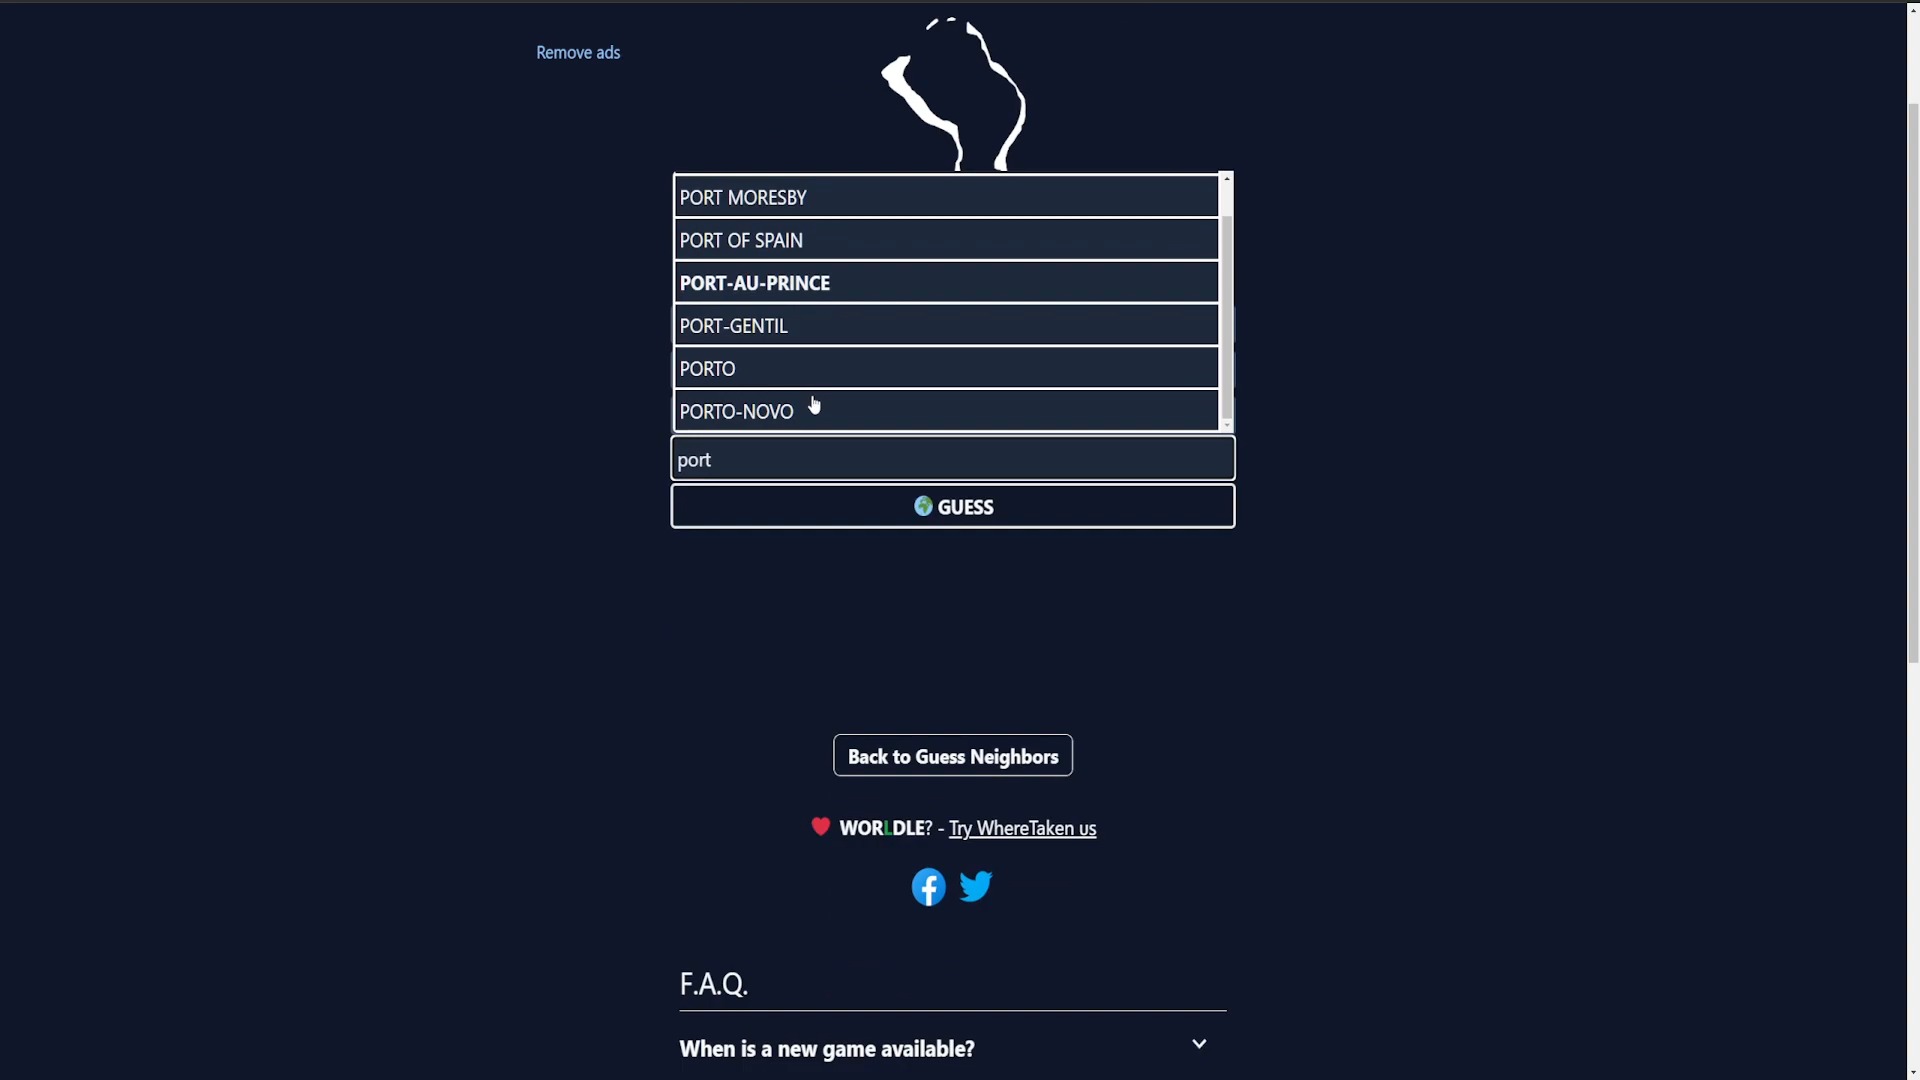 Remove ads
PORT MORESBY
PORT OF SPAIN
PORT-AU-PRINCE
PORT-GENTIL
PORTO
PORTO-NOVO
port
GUESS
Back to Guess Neighbors
WORLDLE? - Try WhereTaken us
F.A.Q.
When is a new game available?